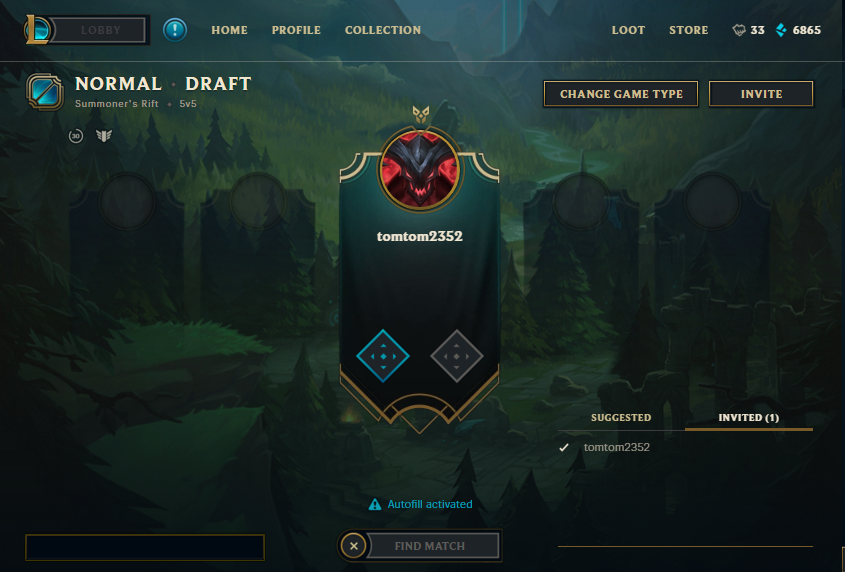 LOBBY
HOME
PROFILE
COLLECTION
LOOT
STORE
33
6865
NORMAL • DRAFT
Summoner's Rift • 5v5
CHANGE GAME TYPE
INVITE
30
tomtom2352
SUGGESTED
INVITED (1)
tomtom2352
Autofill activated
FIND MATCH